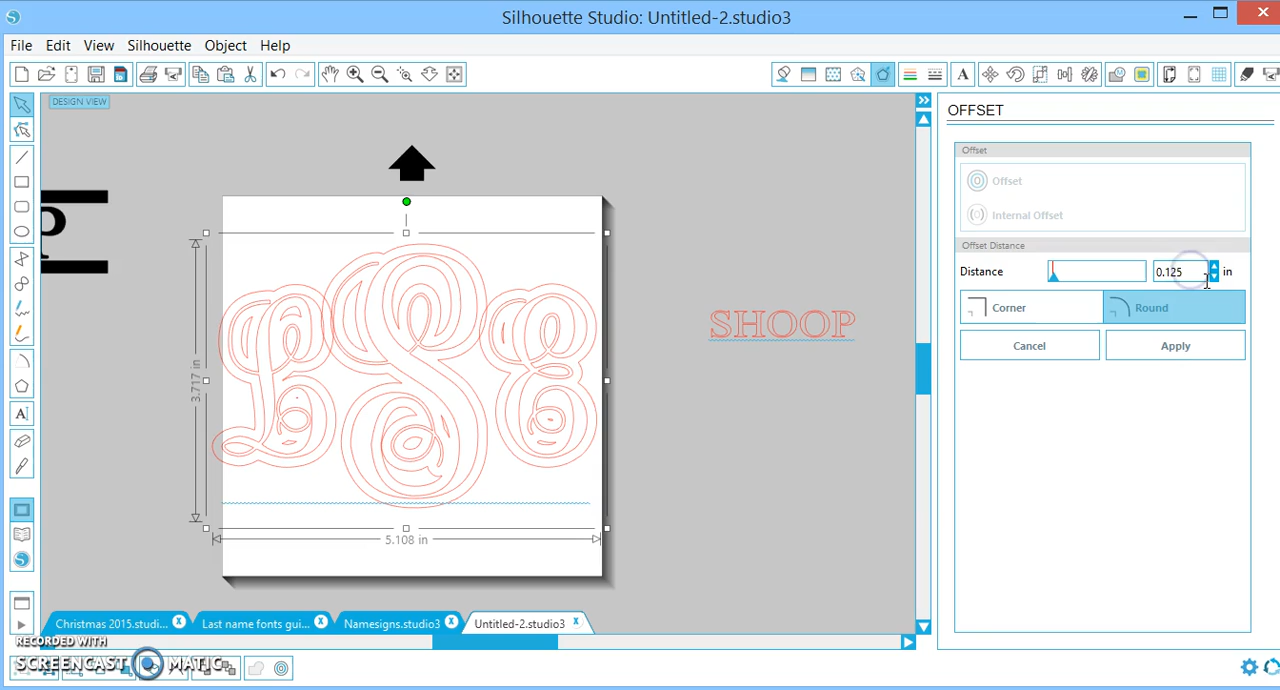 Silhouette Studio: Untitled-2.studio3
File Edit View Silhouette Object Help
DESIGN VIEW
OFFSET
Offset
Offset
Internal Offset
Offset Distance
Distance 0.125 in
Corner Round
Cancel Apply
p
LSE
SHOOP
3.717 in
5.108 in
Christmas 2015.studi... Last name fonts gui... Namesigns.studio3 Untitled-2.studio3
RECORDED WITH
SCREENCAST MATIC